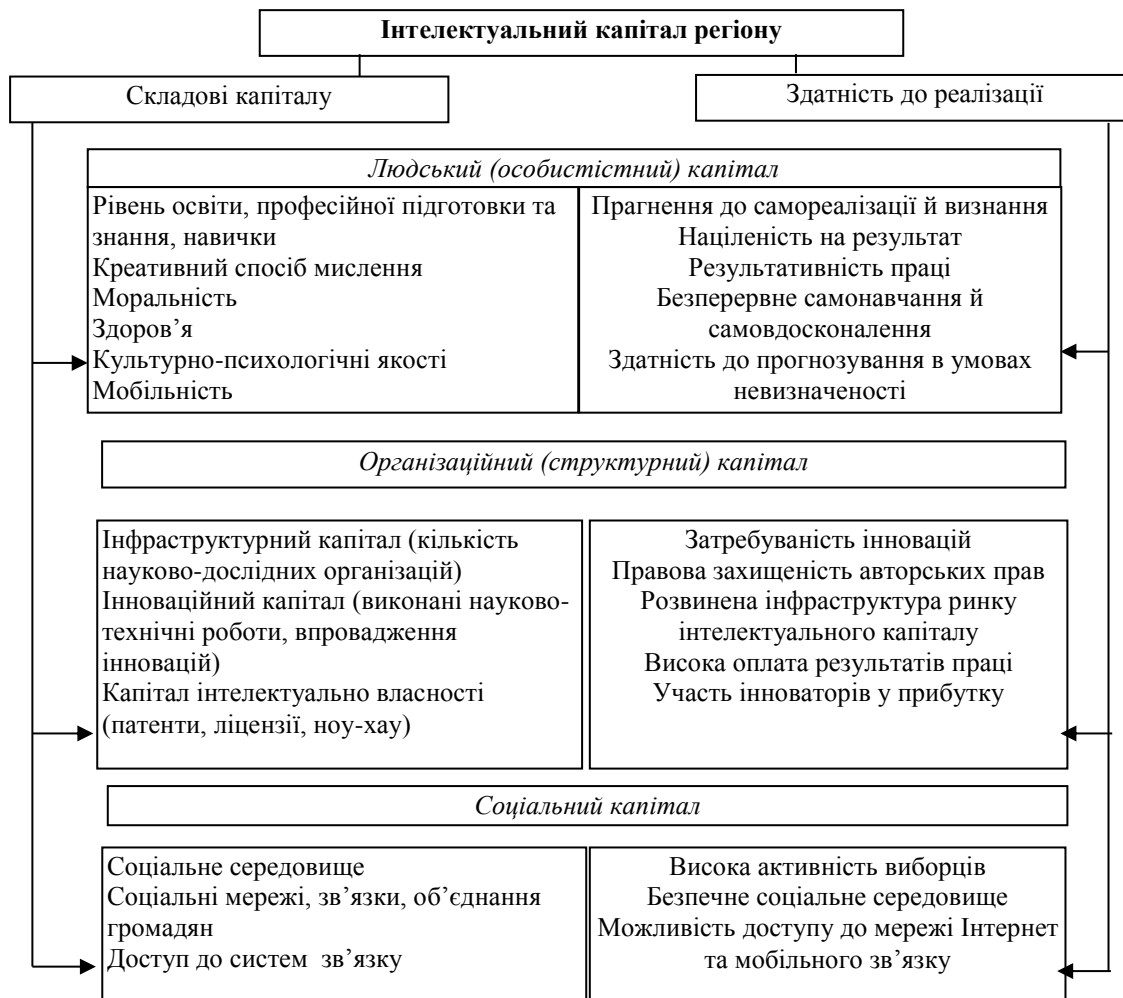 Інтелектуальний капітал регіону
Складові капіталу
Здатність до реалізації
Людський (особистістний) капітал
Рівень освіти, професійної підготовки та
знання, навички
Креативний спосіб мислення
Моральність
Здоров’я
Культурно-психологічні якості
Мобільність
Прагнення до самореалізації й визнання
Націленість на результат
Результативність праці
Безперервне самонавчання й
самовдосконалення
Здатність до прогнозування в умовах
невизначеності
Організаційний (структурний) капітал
Інфраструктурний капітал (кількість
науково-дослідних організацій)
Інноваційний капітал (виконані науково-
технічні роботи, впровадження
інновацій)
Капітал інтелектуально власності
(патенти, ліцензії, ноу-хау)
Затребуваність інновацій
Правова захищеність авторських прав
Розвинена інфраструктура ринку
інтелектуального капіталу
Висока оплата результатів праці
Участь інноваторів у прибутку
Соціальний капітал
Соціальне середовище
Соціальні мережі, зв’язки, об’єднання
громадян
Доступ до систем зв’язку
Висока активність виборців
Безпечне соціальне середовище
Можливість доступу до мережі Інтернет
та мобільного зв’язку